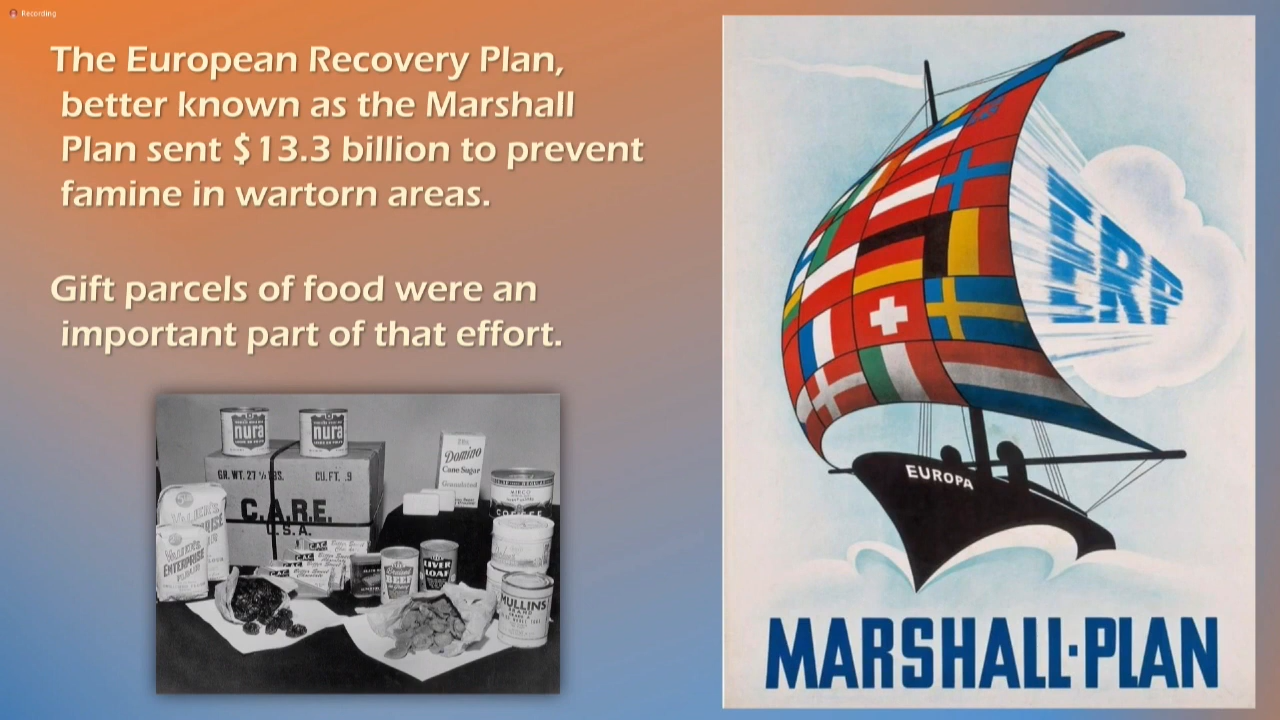 Recording
The European Recovery Plan,
better known as the Marshall
Plan sent $13.3 billion to prevent
famine in wartorn areas.
Gift parcels of food were an
important part of that effort.
nura
nura
GR. WT. 27 ½ LBS. CU. FT. .9
C.A.R.E.
U.S.A.
Domino
Cane Sugar
Granulated
COFFEE
ENTERPRISE
BEEF
LIVER
LOAF
MULLINS
BRAND
ERP
EUROPA
MARSHALL·PLAN